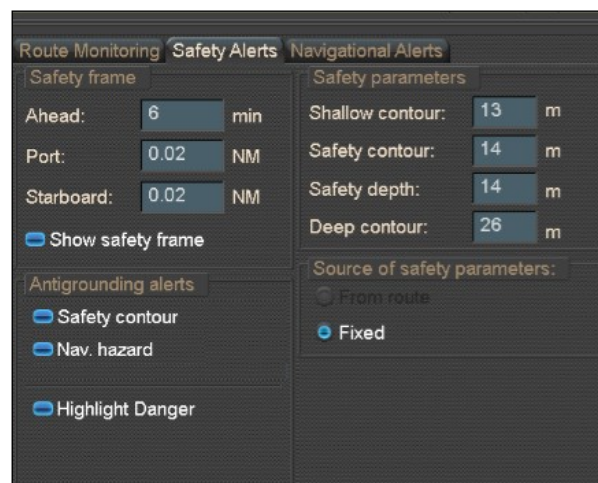 Route Monitoring Safety Alerts Navigational Alerts
Safety frame
Ahead: 6 min
Port: 0.02 NM
Starboard: 0.02 NM
Show safety frame
Antigrounding alerts
Safety contour
Nav. hazard
Highlight Danger
Safety parameters
Shallow contour: 13 m
Safety contour: 14 m
Safety depth: 14 m
Deep contour: 26 m
Source of safety parameters:
From route
Fixed